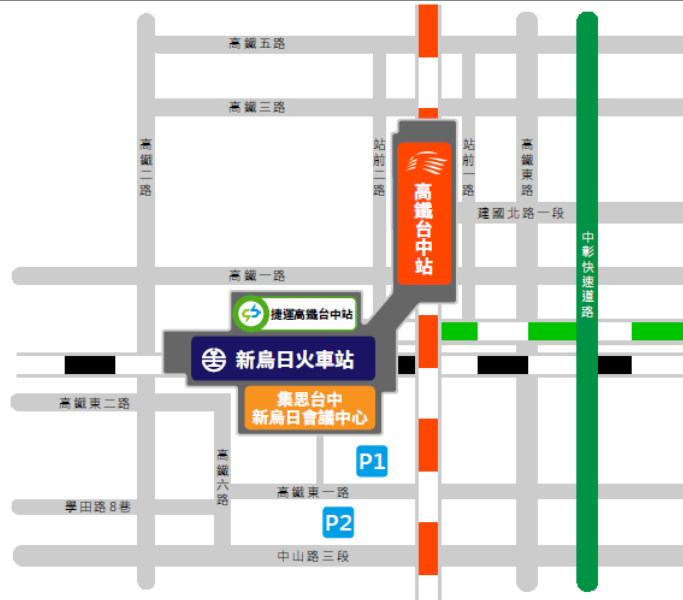 高鐵五路
高鐵三路
高鐵二路
站前二路
站前一路
高鐵東路
高鐵台中站
建國北路一段
中彰快速道路
高鐵一路
捷運高鐵台中站
新烏日火車站
集思台中
新烏日會議中心
高鐵東二路
高鐵六路
P1
高鐵東一路
學田路8巷
P2
中山路三段